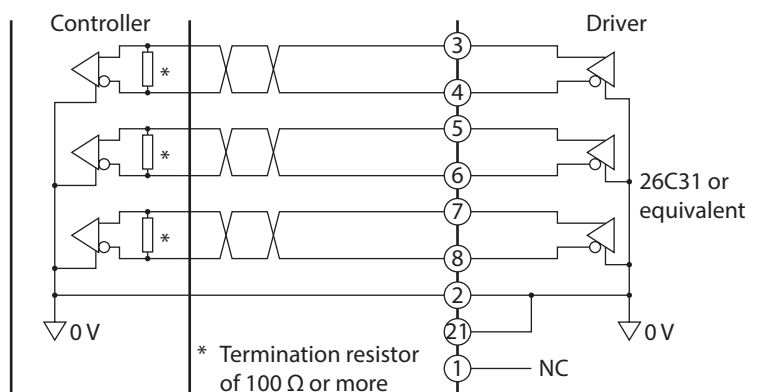 Controller
Driver
3
*
4
5
*
6
26C31 or
equivalent
7
*
8
2
0 V
21
0 V
* Termination resistor
of 100 Ω or more
1
NC